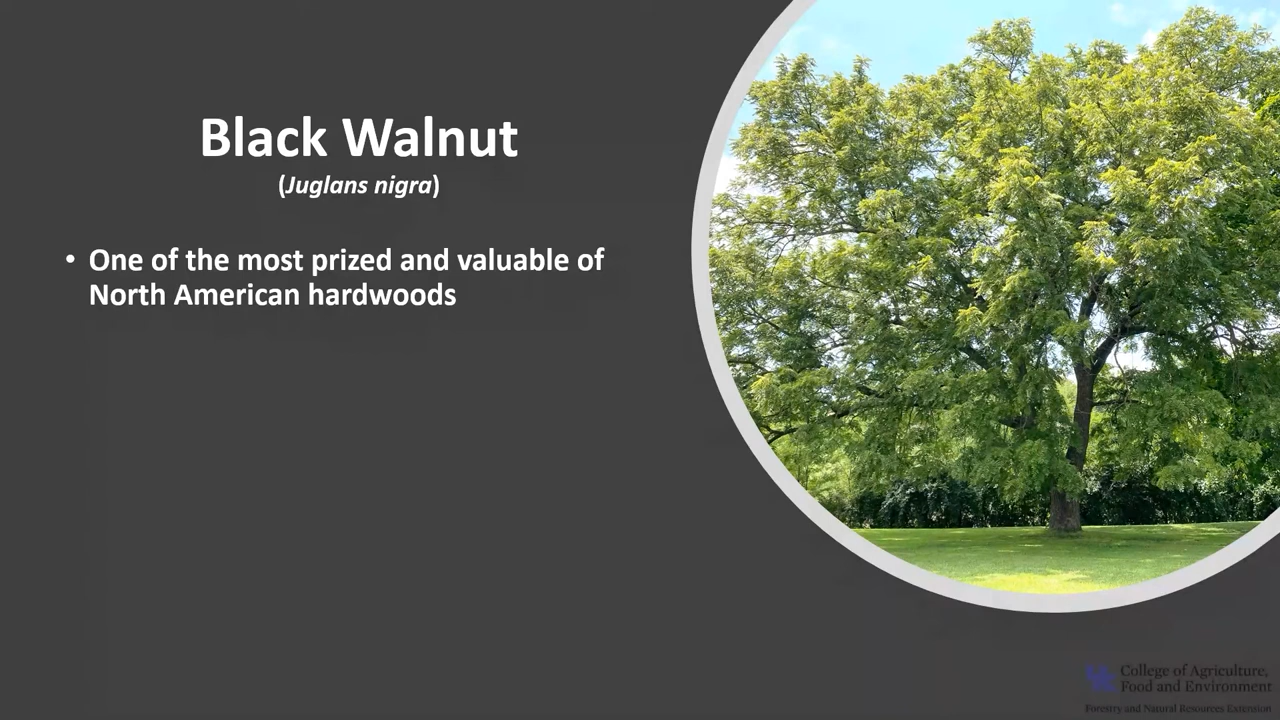 Black Walnut
(Juglans nigra)
• One of the most prized and valuable of
North American hardwoods
College of Agriculture,
Food and Environment
Forestry and Natural Resources Extension